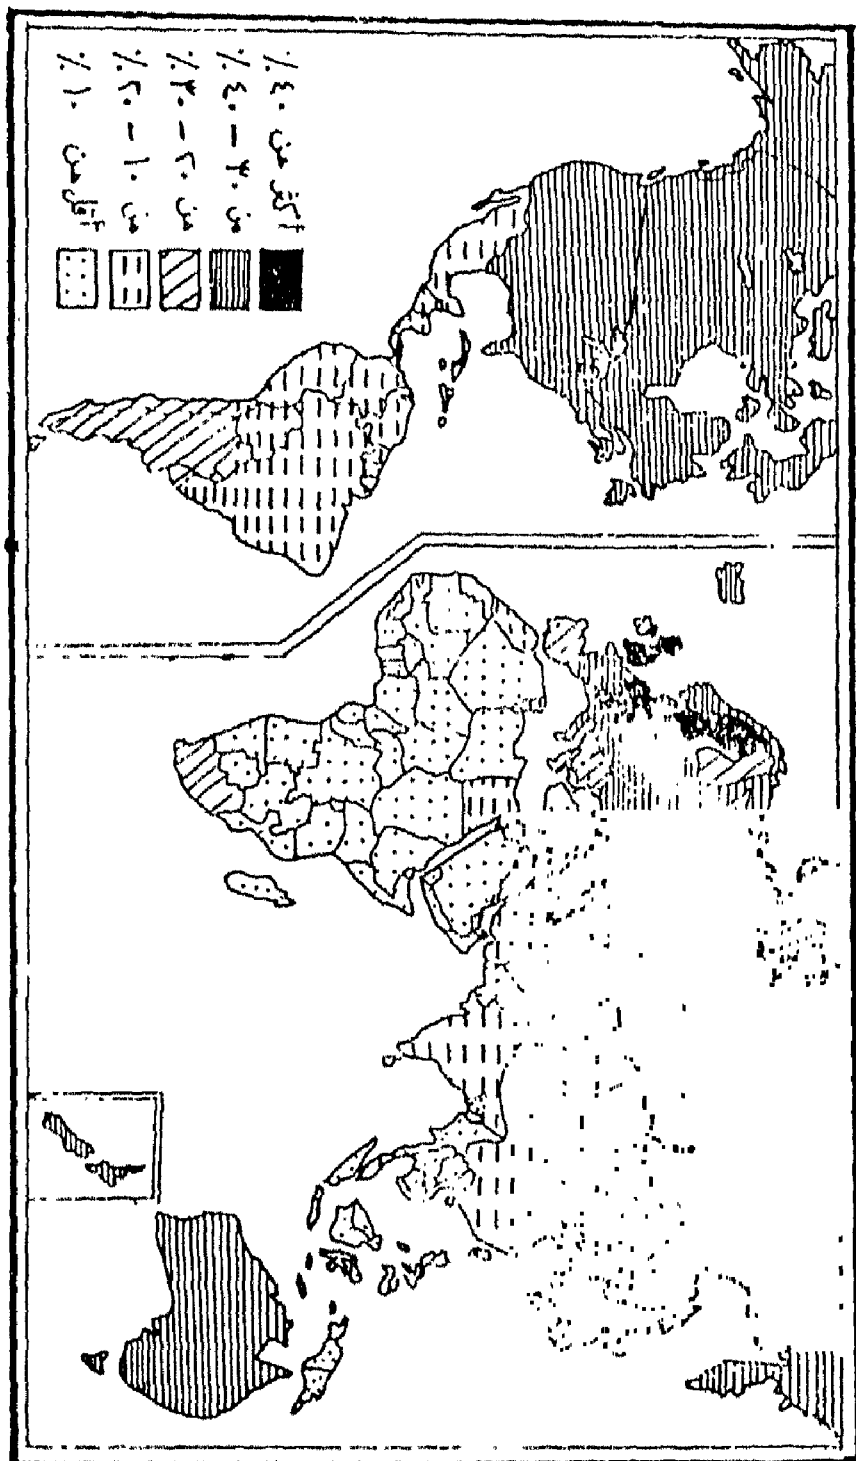 أكثر من ٤٠ ٪
من ٣٠ — ٤٠ ٪
من ٢٠ — ٣٠ ٪
من ١٠ — ٢٠ ٪
أقل من ١٠ ٪